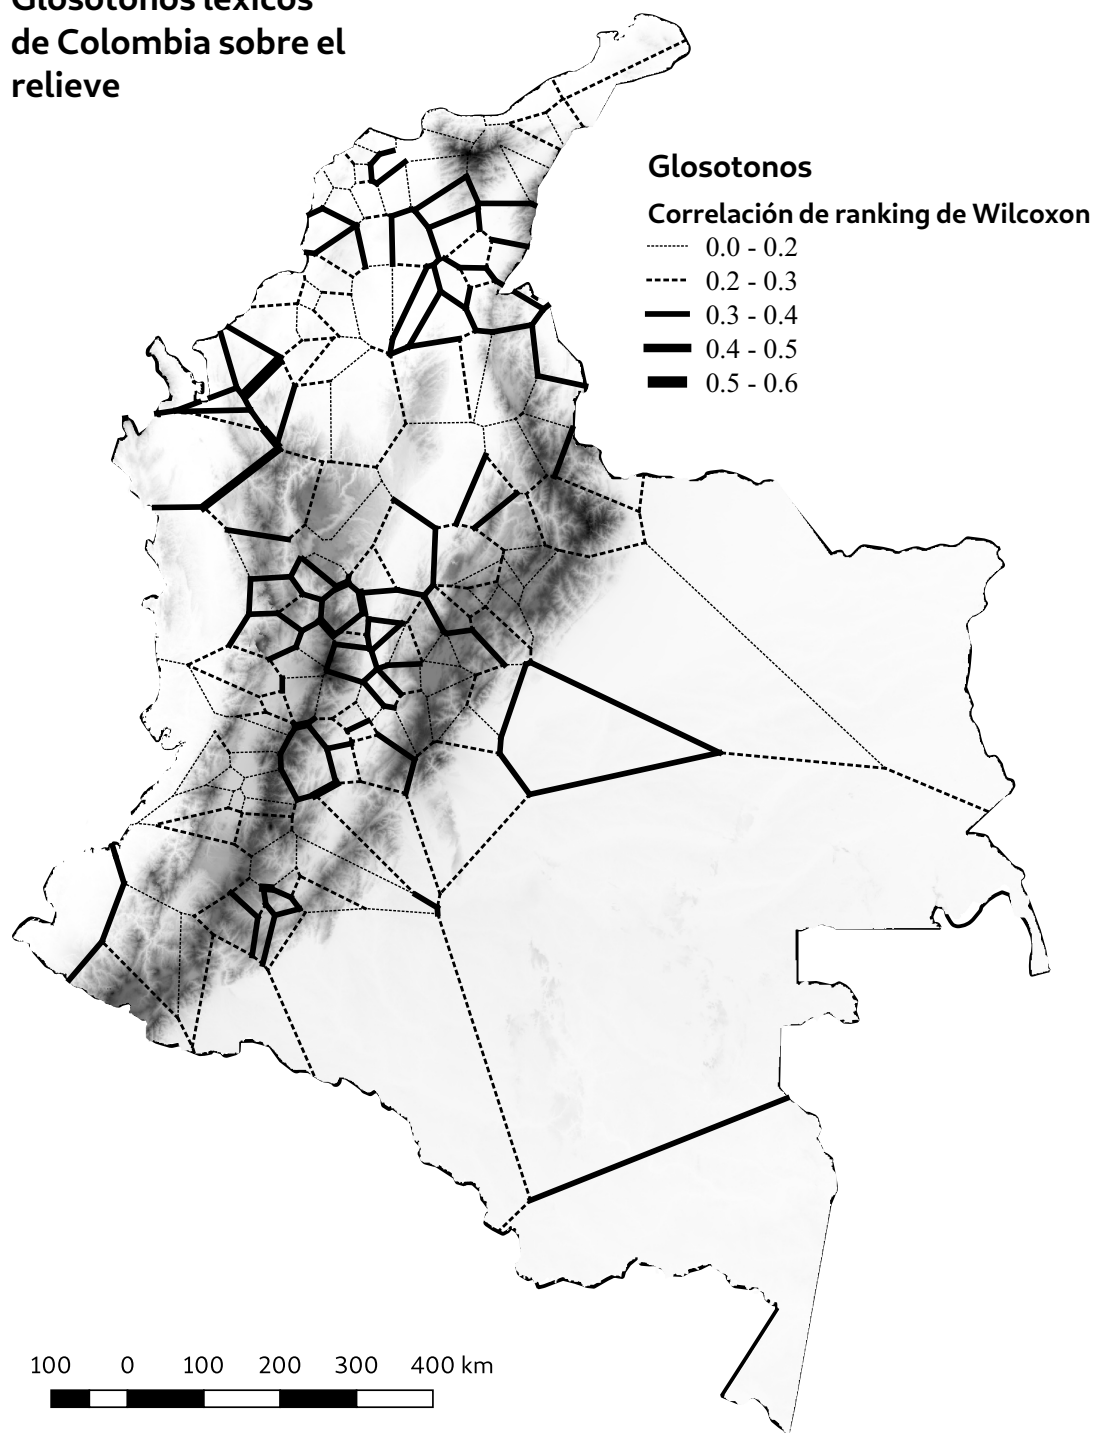 Glosotonos léxicos
de Colombia sobre el
relieve
Glosotonos
Correlación de ranking de Wilcoxon
0.0 - 0.2
0.2 - 0.3
0.3 - 0.4
0.4 - 0.5
0.5 - 0.6
100 0 100 200 300 400 km